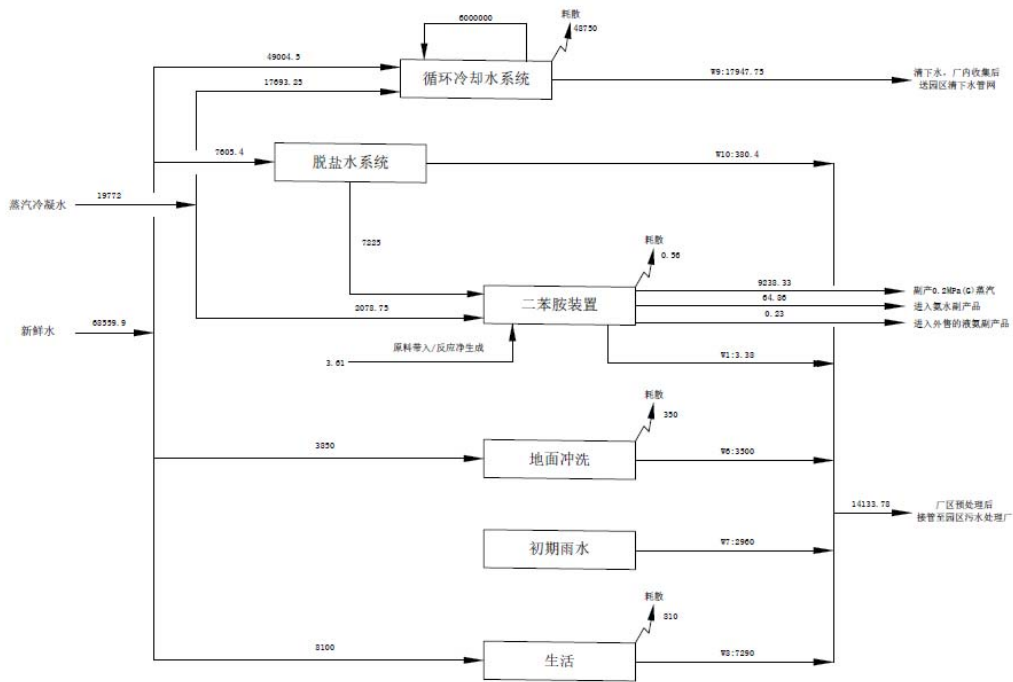 6000000
耗散
48750
49004.5
循环冷却水系统
W9:17947.75
清下水，厂内收集后
送园区清下水管网
17693.25
7605.4
脱盐水系统
W10:380.4
蒸汽冷凝水
19772
7225
耗散
0.56
9238.33
副产0.2MPa(G)蒸汽
二苯胺装置
64.86
进入氨水副产品
2078.75
0.23
进入外售的液氨副产品
新鲜水
68559.9
原料带入/反应净生成
3.61
W1:3.38
耗散
350
3850
地面冲洗
W6:3500
14133.78
厂区预处理后
接管至园区污水处理厂
初期雨水
W7:2960
耗散
810
8100
生活
W8:7290